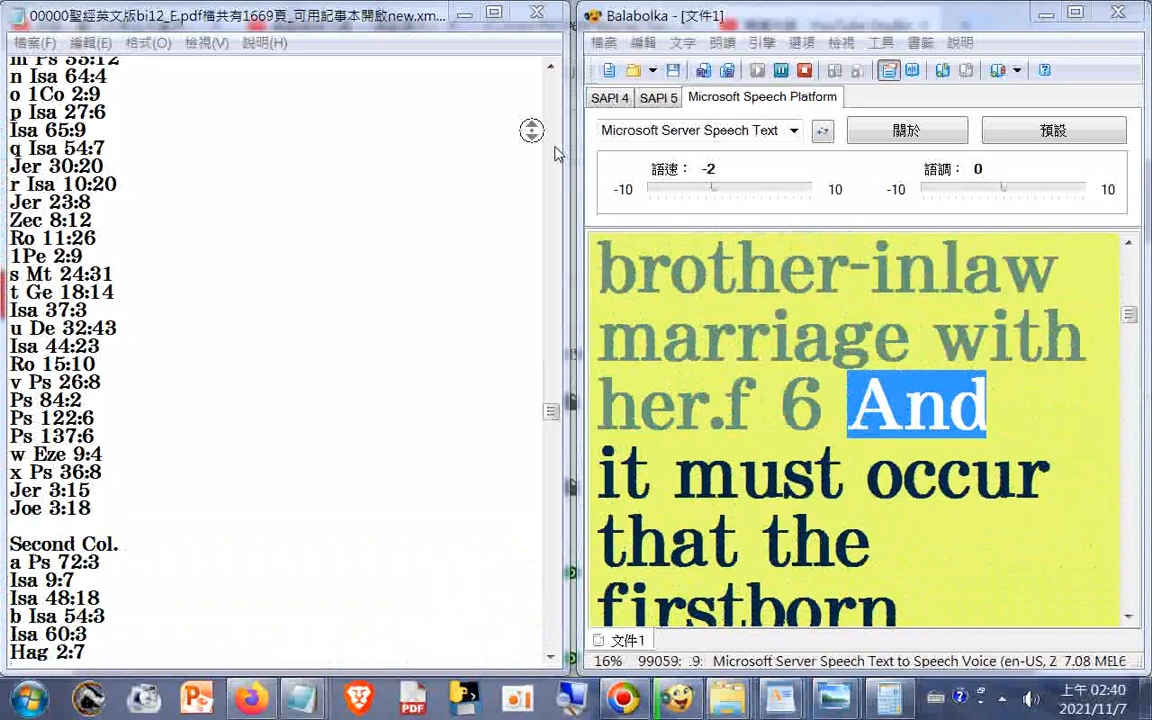 00000聖經英文版bi12_E.pdf檔共有1669頁_可用記事本開啟new.xm...
檔案(F) 編輯(E) 格式(O) 檢視(V) 說明(H)
m Ps 33:12
n Isa 64:4
o 1Co 2:9
p Isa 27:6
Isa 65:9
q Isa 54:7
Jer 30:20
r Isa 10:20
Jer 23:8
Zec 8:12
Ro 11:26
1Pe 2:9
s Mt 24:31
t Ge 18:14
Isa 37:3
u De 32:43
Isa 44:23
Ro 15:10
v Ps 26:8
Ps 84:2
Ps 122:6
Ps 137:6
w Eze 9:4
x Ps 36:8
Jer 3:15
Joe 3:18
Second Col.
a Ps 72:3
Isa 9:7
Isa 48:18
b Isa 54:3
Isa 60:3
Hag 2:7
Balabolka - [文件1]
檔案 編輯 文字 朗讀 引擎 選項 檢視 工具 書籤 說明
SAPI 4 SAPI 5 Microsoft Speech Platform
Microsoft Server Speech Text 關於 預設
語速： -2 語調： 0
-10 10 -10 10
brother-inlaw
marriage with
her.f 6 And
it must occur
that the
firstborn
文件1
16% 99059: .9: Microsoft Server Speech Text to Speech Voice (en-US, Z 7.08 MЕ16
PDF
上午 02:40
2021/11/7